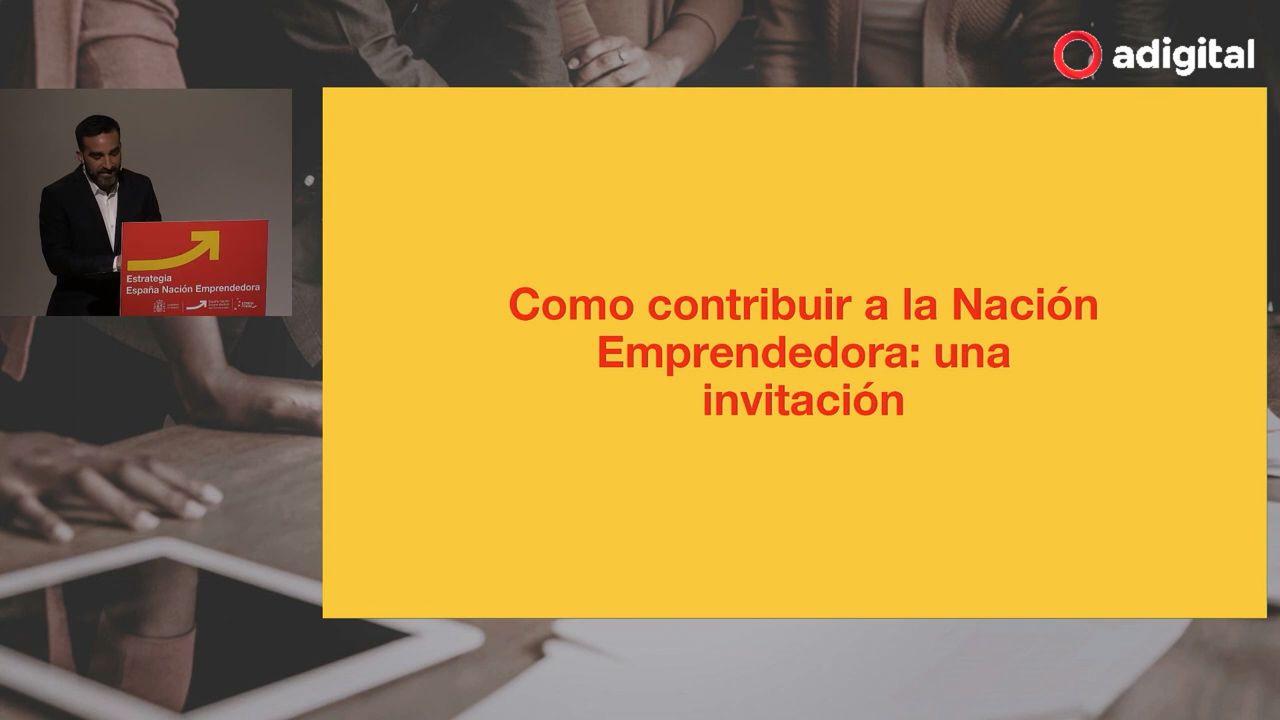 adigital
Estrategia
España Nación Emprendedora
Como contribuir a la Nación
Emprendedora: una
invitación